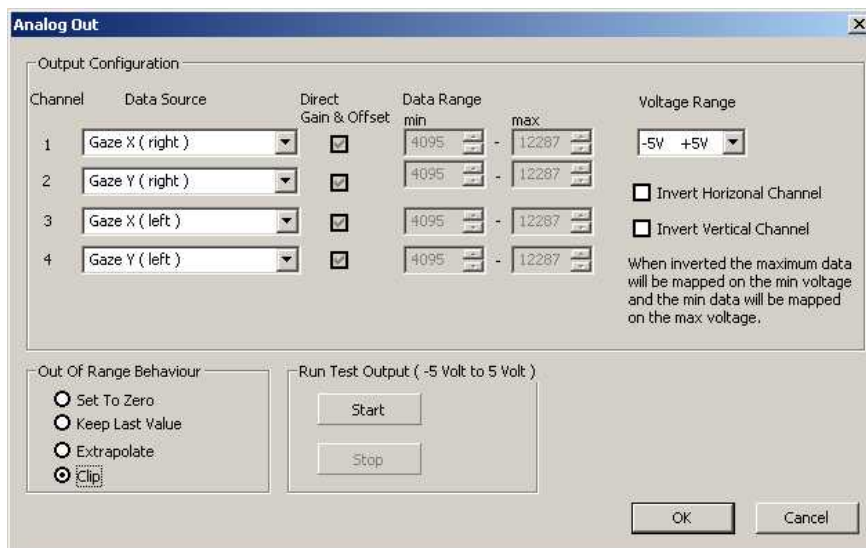 Analog Out
Output Configuration
Channel Data Source Direct Gain & Offset Data Range min max Voltage Range
1 Gaze X ( right ) 4095 - 12287 -5V +5V
2 Gaze Y ( right ) 4095 - 12287
Invert Horizonal Channel
3 Gaze X ( left ) 4095 - 12287
Invert Vertical Channel
4 Gaze Y ( left ) 4095 - 12287
When inverted the maximum data
will be mapped on the min voltage
and the min data will be mapped
on the max voltage.
Out Of Range Behaviour
Set To Zero
Keep Last Value
Extrapolate
Clip
Run Test Output ( -5 Volt to 5 Volt )
Start
Stop
OK
Cancel